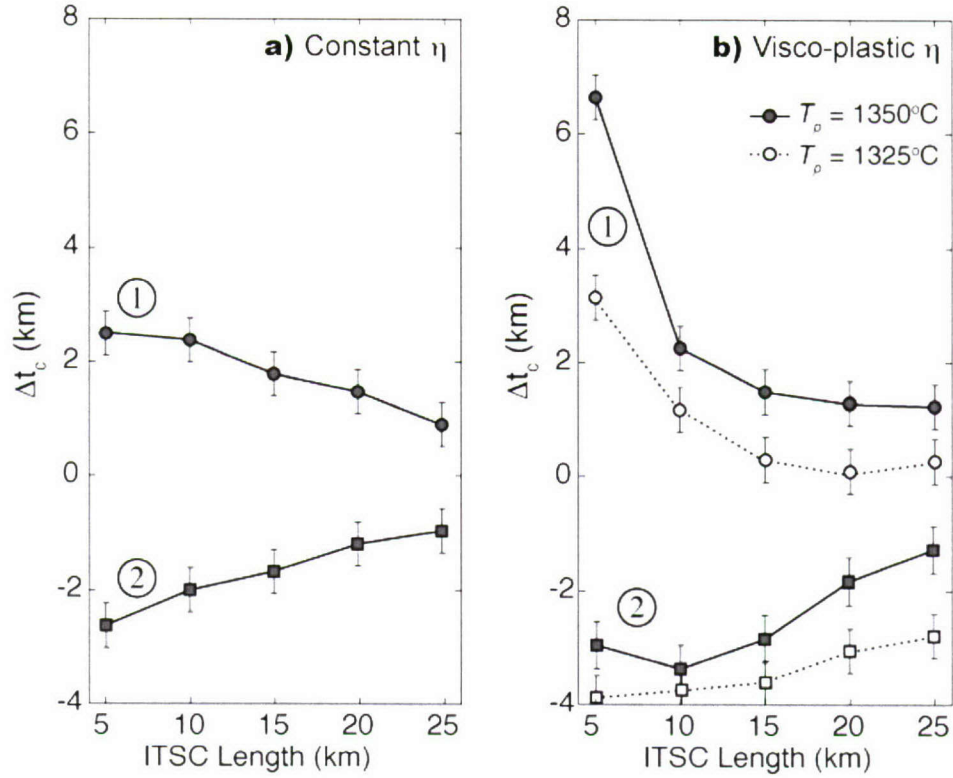 a) Constant η
8
6
4
2
0
-2
-4
Δt_c (km)
①
②
5 10 15 20 25
ITSC Length (km)
b) Visco-plastic η
T_p = 1350°C
T_p = 1325°C
8
6
4
2
0
-2
-4
Δt_c (km)
①
②
5 10 15 20 25
ITSC Length (km)